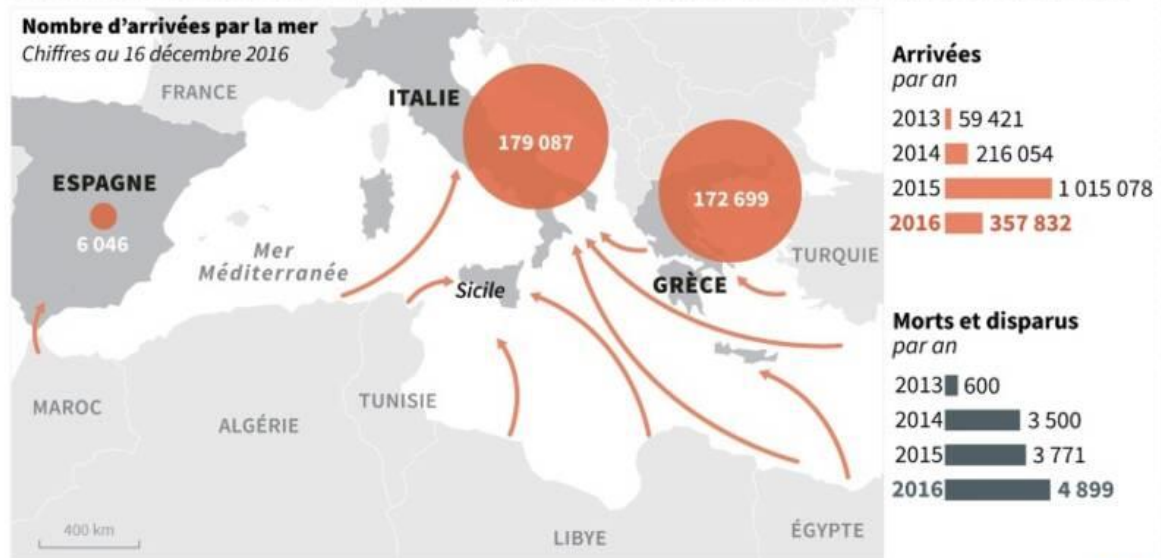 Nombre d'arrivées par la mer
Chiffres au 16 décembre 2016
FRANCE
ITALIE
179 087
172 699
ESPAGNE
6 046
Mer
Méditerranée
Sicile
GRÈCE
TURQUIE
MAROC
ALGÉRIE
TUNISIE
LIBYE
ÉGYPTE
400 km
Arrivées
par an
2013 59 421
2014 216 054
2015 1 015 078
2016 357 832
Morts et disparus
par an
2013 600
2014 3 500
2015 3 771
2016 4 899